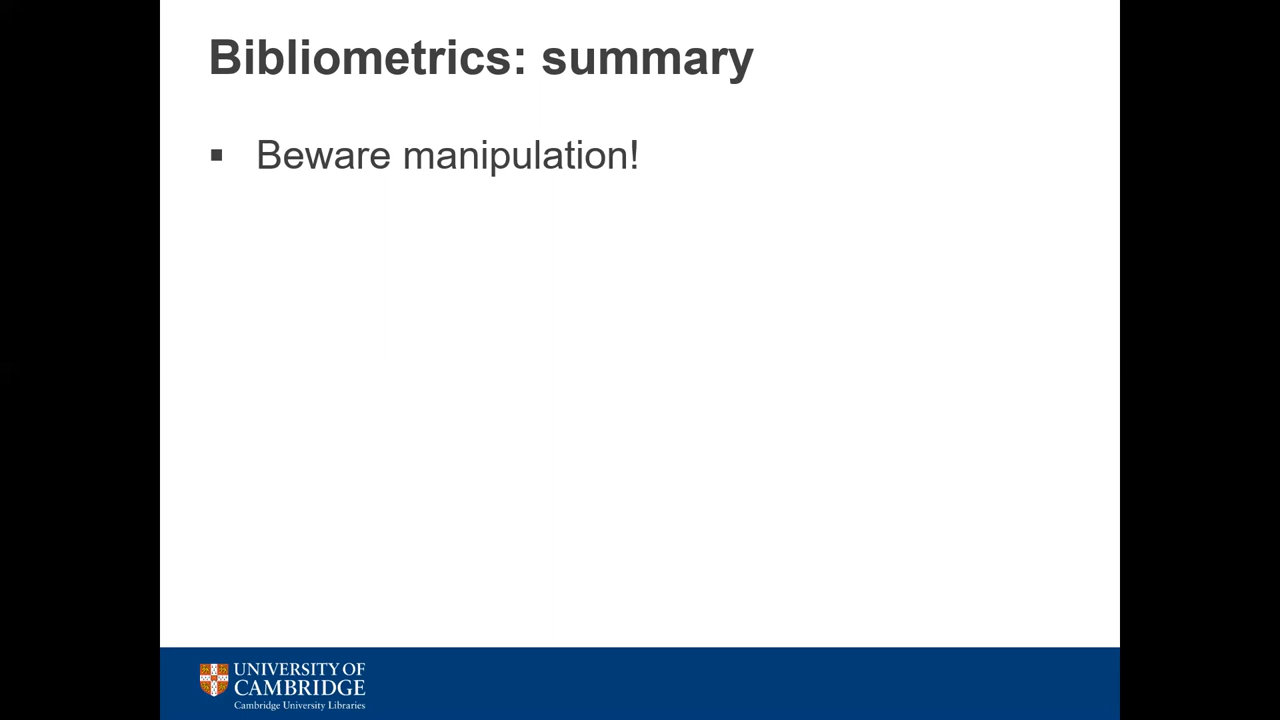 Bibliometrics: summary
▪ Beware manipulation!
UNIVERSITY OF
CAMBRIDGE
Cambridge University Libraries